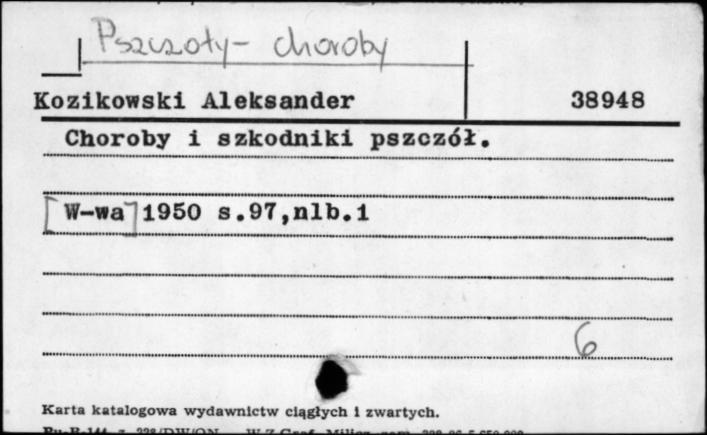 Pszczoły - choroby
Kozikowski Aleksander 38948
Choroby i szkodniki pszczół.
[W-wa] 1950 s.97,nlb.1
6
Karta katalogowa wydawnictw ciągłych i zwartych.